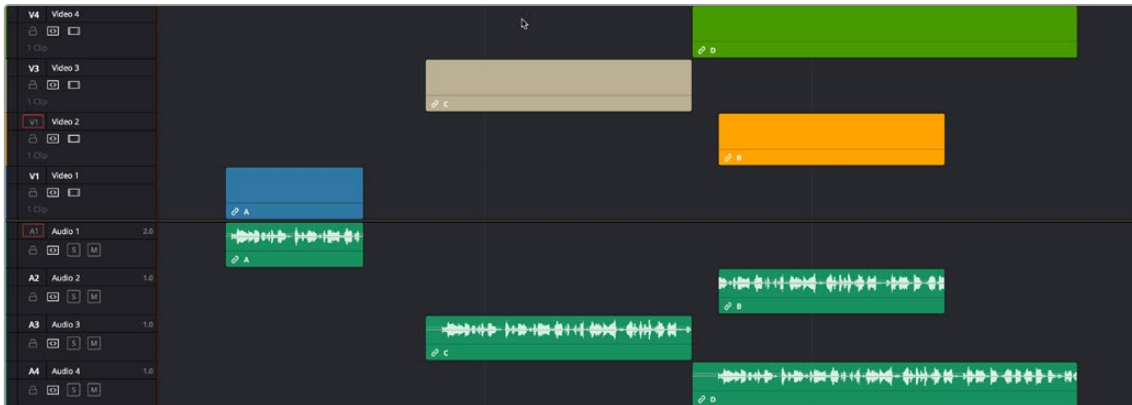 V4 Video 4
1 Clip
D
V3 Video 3
1 Clip
C
V1 Video 2
1 Clip
B
V1 Video 1
1 Clip
A
A1 Audio 1 2.0
S M
A
A2 Audio 2 1.0
S M
B
A3 Audio 3 1.0
S M
C
A4 Audio 4 1.0
S M
D